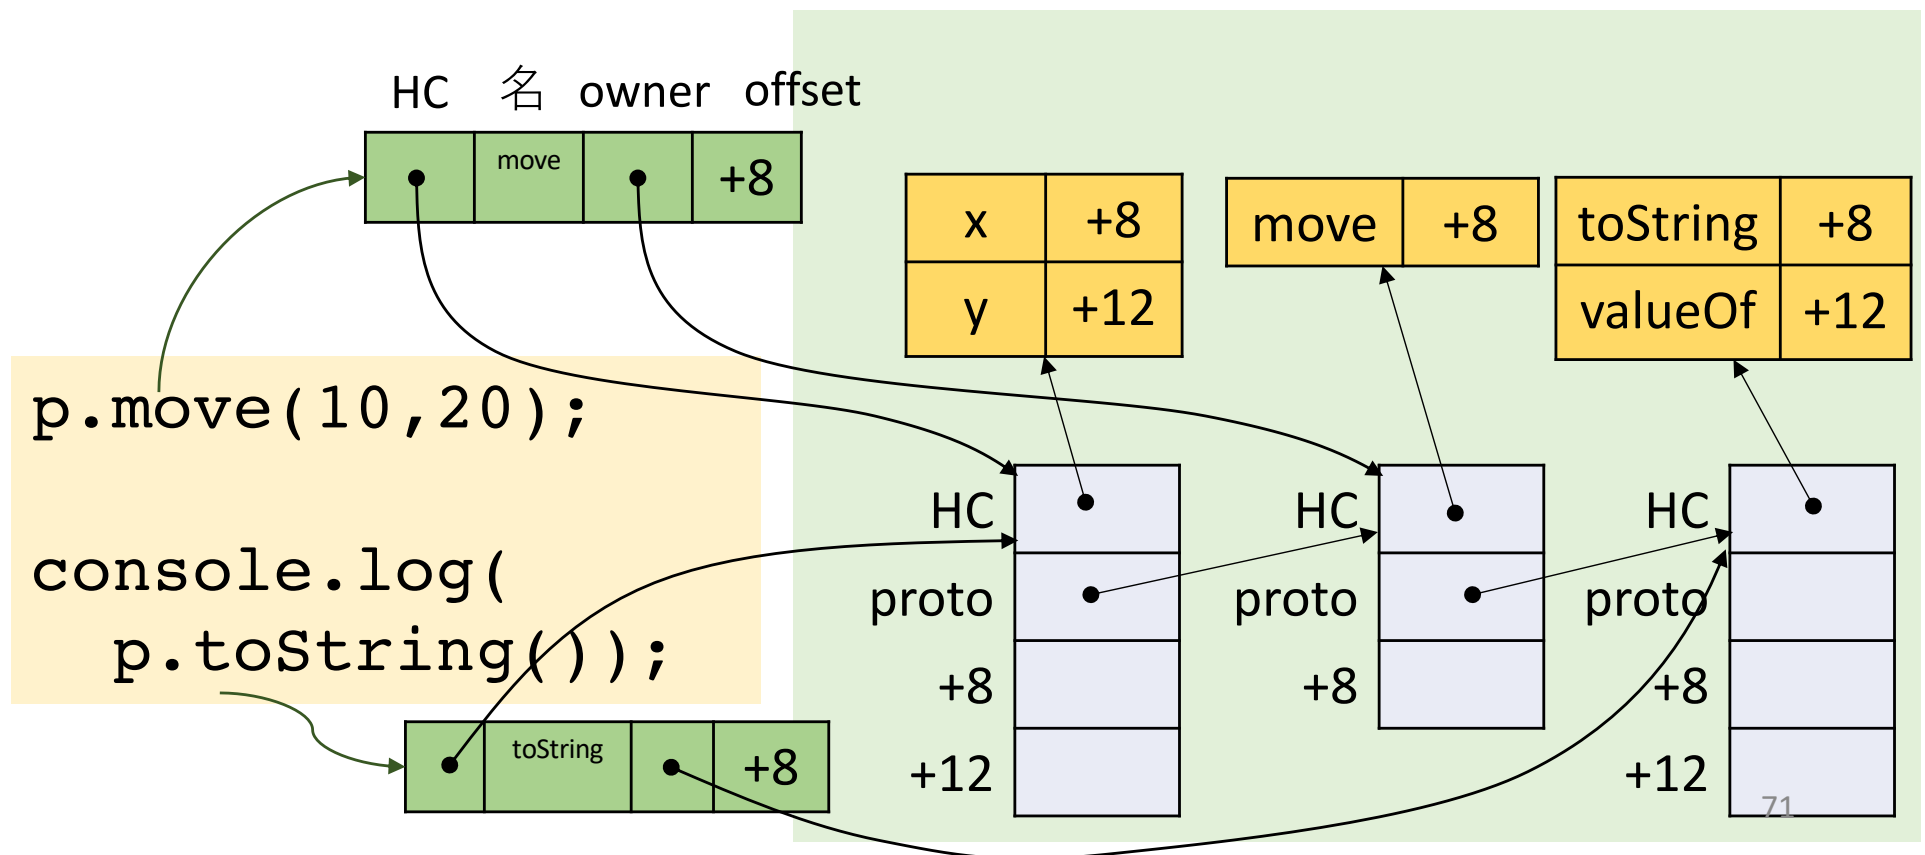 HC 名 owner offset
move +8
x +8
y +12
move +8
toString +8
valueOf +12
p.move(10,20);
console.log(
p.toString());
toString +8
HC
proto
+8
+12
HC
proto
+8
HC
proto
+8
+12
71